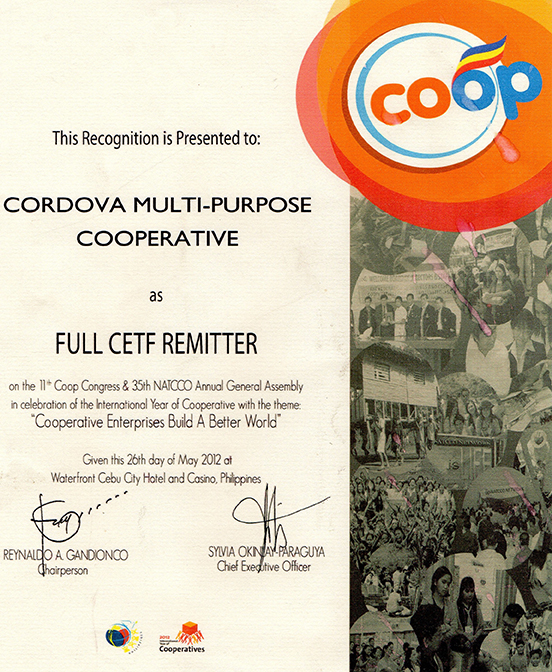 coop
This Recognition is Presented to:
CORDOVA MULTI-PURPOSE
COOPERATIVE
as
FULL CETF REMITTER
on the 11th Coop Congress & 35th NATCCO Annual General Assembly
in celebration of the International Year of Cooperative with the theme:
"Cooperative Enterprises Build A Better World"
Given this 26th day of May 2012 at
Waterfront Cebu City Hotel and Casino, Philippines
REYNALDO A. GANDIONCO
Chairperson
SYLVIA OKINLAY-PARAGUYA
Chief Executive Officer
2012
International
Year of
Cooperatives